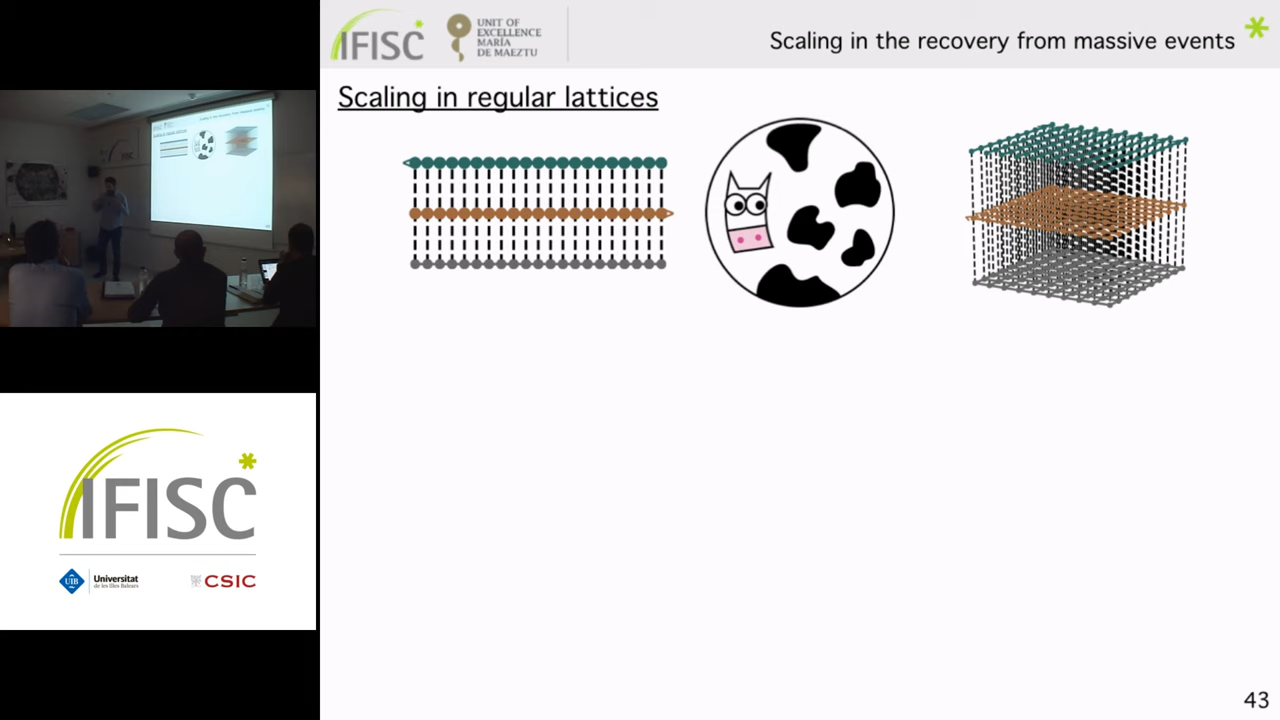 IFISC
UNIT OF
EXCELLENCE
MARÍA
DE MAEZTU
Scaling in the recovery from massive events
Scaling in regular lattices
IFISC
UIB
Universitat
de les Illes Balears
CSIC
43